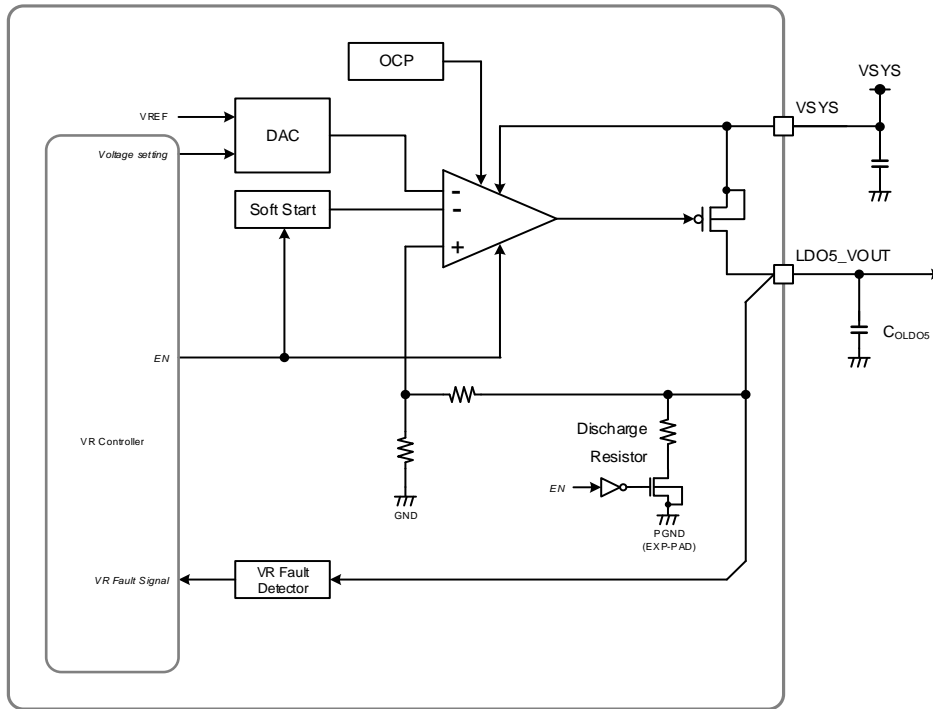 OCP
VSYS
VSYS
VREF
DAC
Voltage setting
Soft Start
-
-
+
LDO5_VOUT
COLDO5
EN
VR Controller
Discharge
Resistor
EN
GND
PGND
(EXP-PAD)
VR Fault Signal
VR Fault
Detector